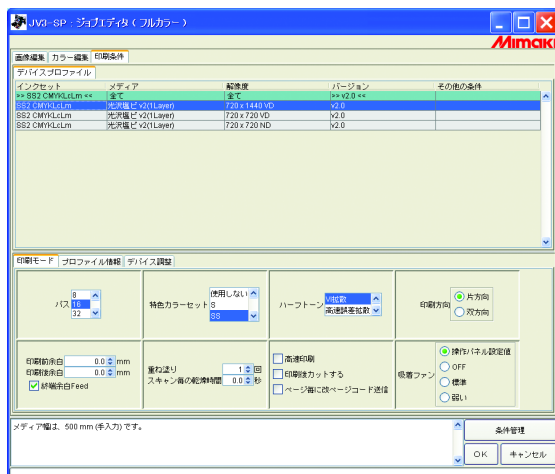 JV3-SP : ジョブエディタ ( フルカラー )
Mimaki
画像編集 カラー編集 印刷条件
デバイスプロファイル
インクセット メディア 解像度 バージョン その他の条件
>> SS2 CMYKLcLm << 全て 全て >> v2.0 <<
SS2 CMYKLcLm 光沢塩ビ v2(1Layer) 720 x 1440 VD v2.0
SS2 CMYKLcLm 光沢塩ビ v2(1Layer) 720 x 720 VD v2.0
SS2 CMYKLcLm 光沢塩ビ v2(1Layer) 720 x 720 ND v2.0
印刷モード プロファイル情報 デバイス調整
パス 8 16 32
特色カラーセット 使用しない S SS
ハーフトーン VI拡散 高速誤差拡散
印刷方向 片方向 双方向
印刷前余白 0.0 mm
印刷後余白 0.0 mm
終端余白Feed
重ね塗り 1 回
スキャン毎の乾燥時間 0.0 秒
高速印刷
印刷後カットする
ページ毎に改ページコード送信
吸着ファン 操作パネル設定値
OFF
標準
弱い
メディア幅は、500 mm (手入力) です。
条件管理
OK キャンセル